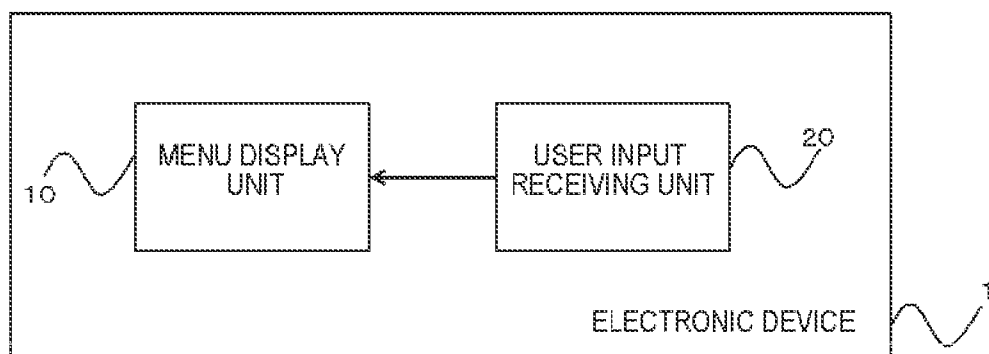 MENU DISPLAY
UNIT
10
USER INPUT
RECEIVING UNIT
20
ELECTRONIC DEVICE
1